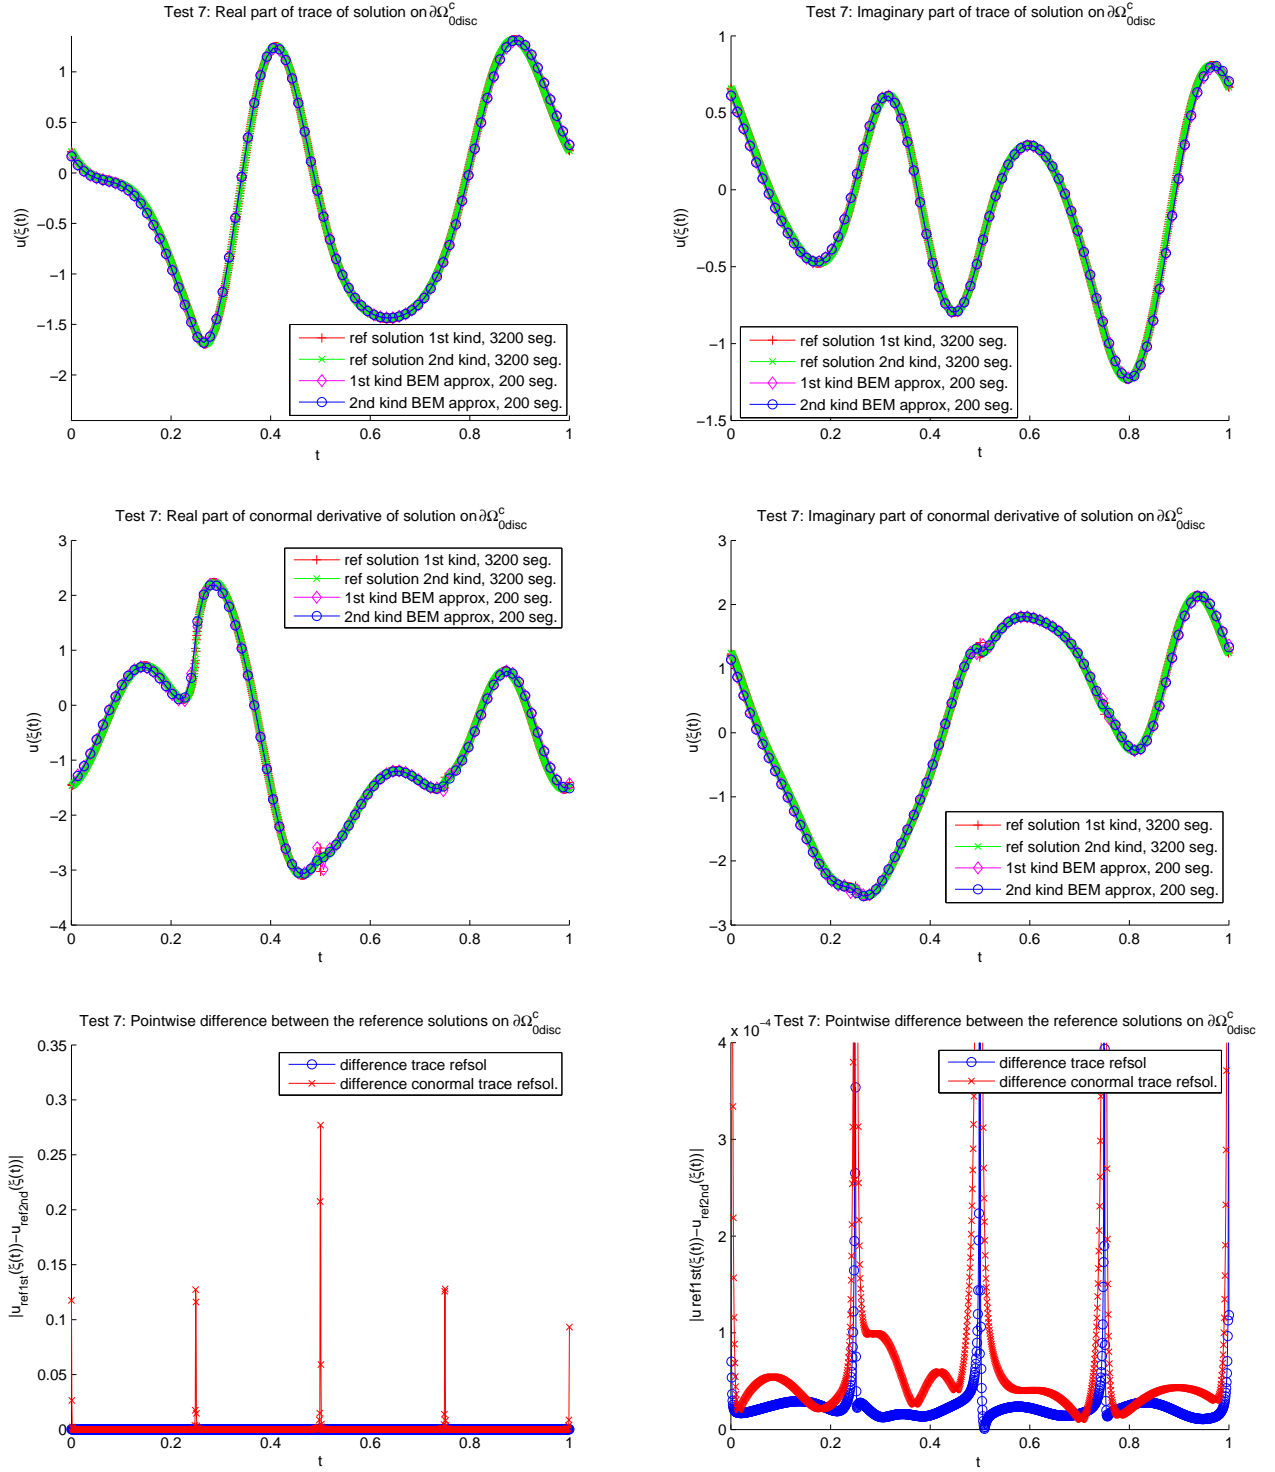 Test 7: Real part of trace of solution on ∂Ω^c_0disc
1
0.5
0
−0.5
−1
−1.5
−2
u(ξ(t))
0 0.2 0.4 0.6 0.8 1
t
ref solution 1st kind, 3200 seg.
ref solution 2nd kind, 3200 seg.
1st kind BEM approx, 200 seg.
2nd kind BEM approx, 200 seg.
Test 7: Imaginary part of trace of solution on ∂Ω^c_0disc
1
0.5
0
−0.5
−1
−1.5
u(ξ(t))
0 0.2 0.4 0.6 0.8 1
t
ref solution 1st kind, 3200 seg.
ref solution 2nd kind, 3200 seg.
1st kind BEM approx, 200 seg.
2nd kind BEM approx, 200 seg.
Test 7: Real part of conormal derivative of solution on ∂Ω^c_0disc
3
2
1
0
−1
−2
−3
−4
u(ξ(t))
0 0.2 0.4 0.6 0.8 1
t
ref solution 1st kind, 3200 seg.
ref solution 2nd kind, 3200 seg.
1st kind BEM approx, 200 seg.
2nd kind BEM approx, 200 seg.
Test 7: Imaginary part of conormal derivative of solution on ∂Ω^c_0disc
3
2
1
0
−1
−2
−3
u(ξ(t))
0 0.2 0.4 0.6 0.8 1
t
ref solution 1st kind, 3200 seg.
ref solution 2nd kind, 3200 seg.
1st kind BEM approx, 200 seg.
2nd kind BEM approx, 200 seg.
Test 7: Pointwise difference between the reference solutions on ∂Ω^c_0disc
0.35
0.3
0.25
0.2
0.15
0.1
0.05
0
|u_ref1st(ξ(t))−u_ref2nd(ξ(t))|
0 0.2 0.4 0.6 0.8 1
t
difference trace refsol
difference conormal trace refsol.
x 10^−4 Test 7: Pointwise difference between the reference solutions on ∂Ω^c_0disc
4
3
2
1
0
|u ref1st(ξ(t))−u_ref2nd(ξ(t))|
0 0.2 0.4 0.6 0.8 1
t
difference trace refsol
difference conormal trace refsol.